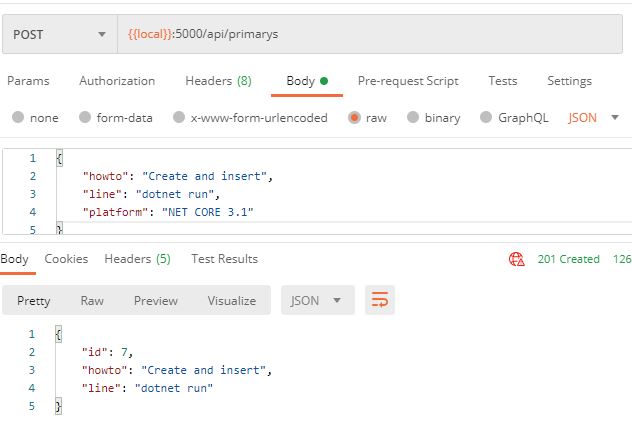 POST {{local}}:5000/api/primarys
Params Authorization Headers (8) Body Pre-request Script Tests Settings
none form-data x-www-form-urlencoded raw binary GraphQL JSON
1 {
2 "howto": "Create and insert",
3 "line": "dotnet run",
4 "platform": "NET CORE 3.1"
5 }
Body Cookies Headers (5) Test Results 201 Created 126
Pretty Raw Preview Visualize JSON
1 {
2 "id": 7,
3 "howto": "Create and insert",
4 "line": "dotnet run"
5 }